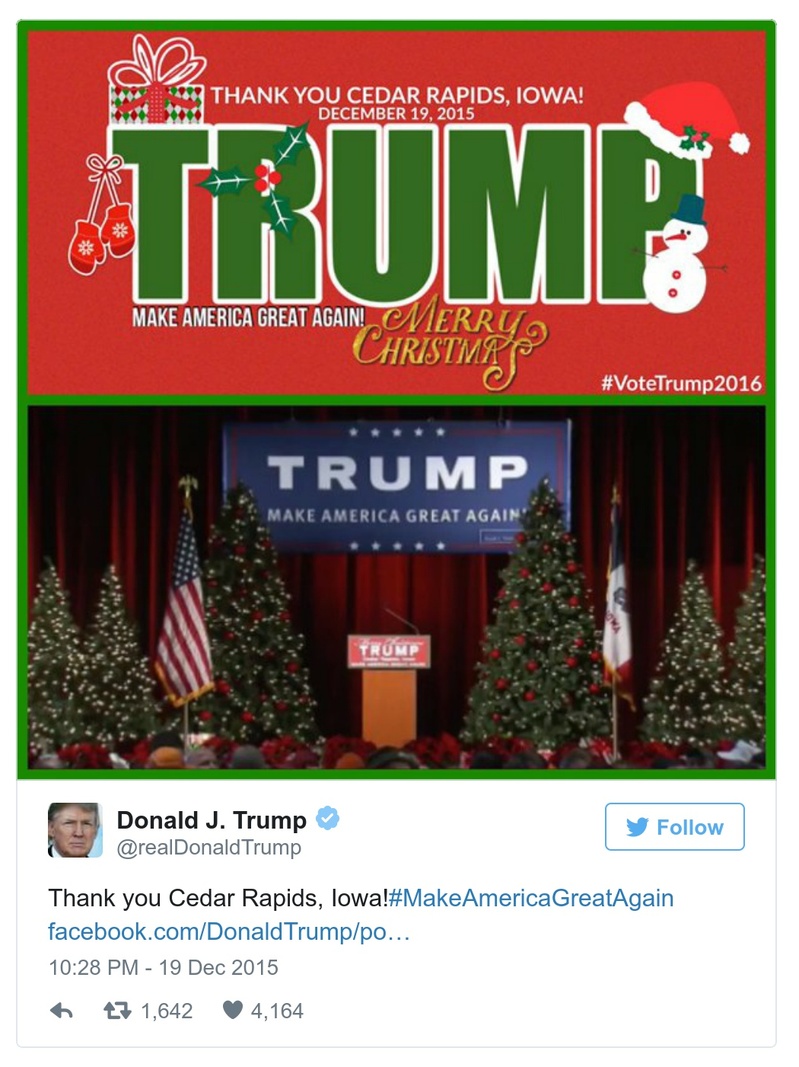 THANK YOU CEDAR RAPIDS, IOWA!
DECEMBER 19, 2015
TRUMP
MAKE AMERICA GREAT AGAIN!
MERRY
CHRISTMAS
#VoteTrump2016
TRUMP
MAKE AMERICA GREAT AGAIN!
TRUMP
Donald J. Trump
@realDonaldTrump
Follow
Thank you Cedar Rapids, Iowa!#MakeAmericaGreatAgain
facebook.com/DonaldTrump/po…
10:28 PM - 19 Dec 2015
1,642 4,164